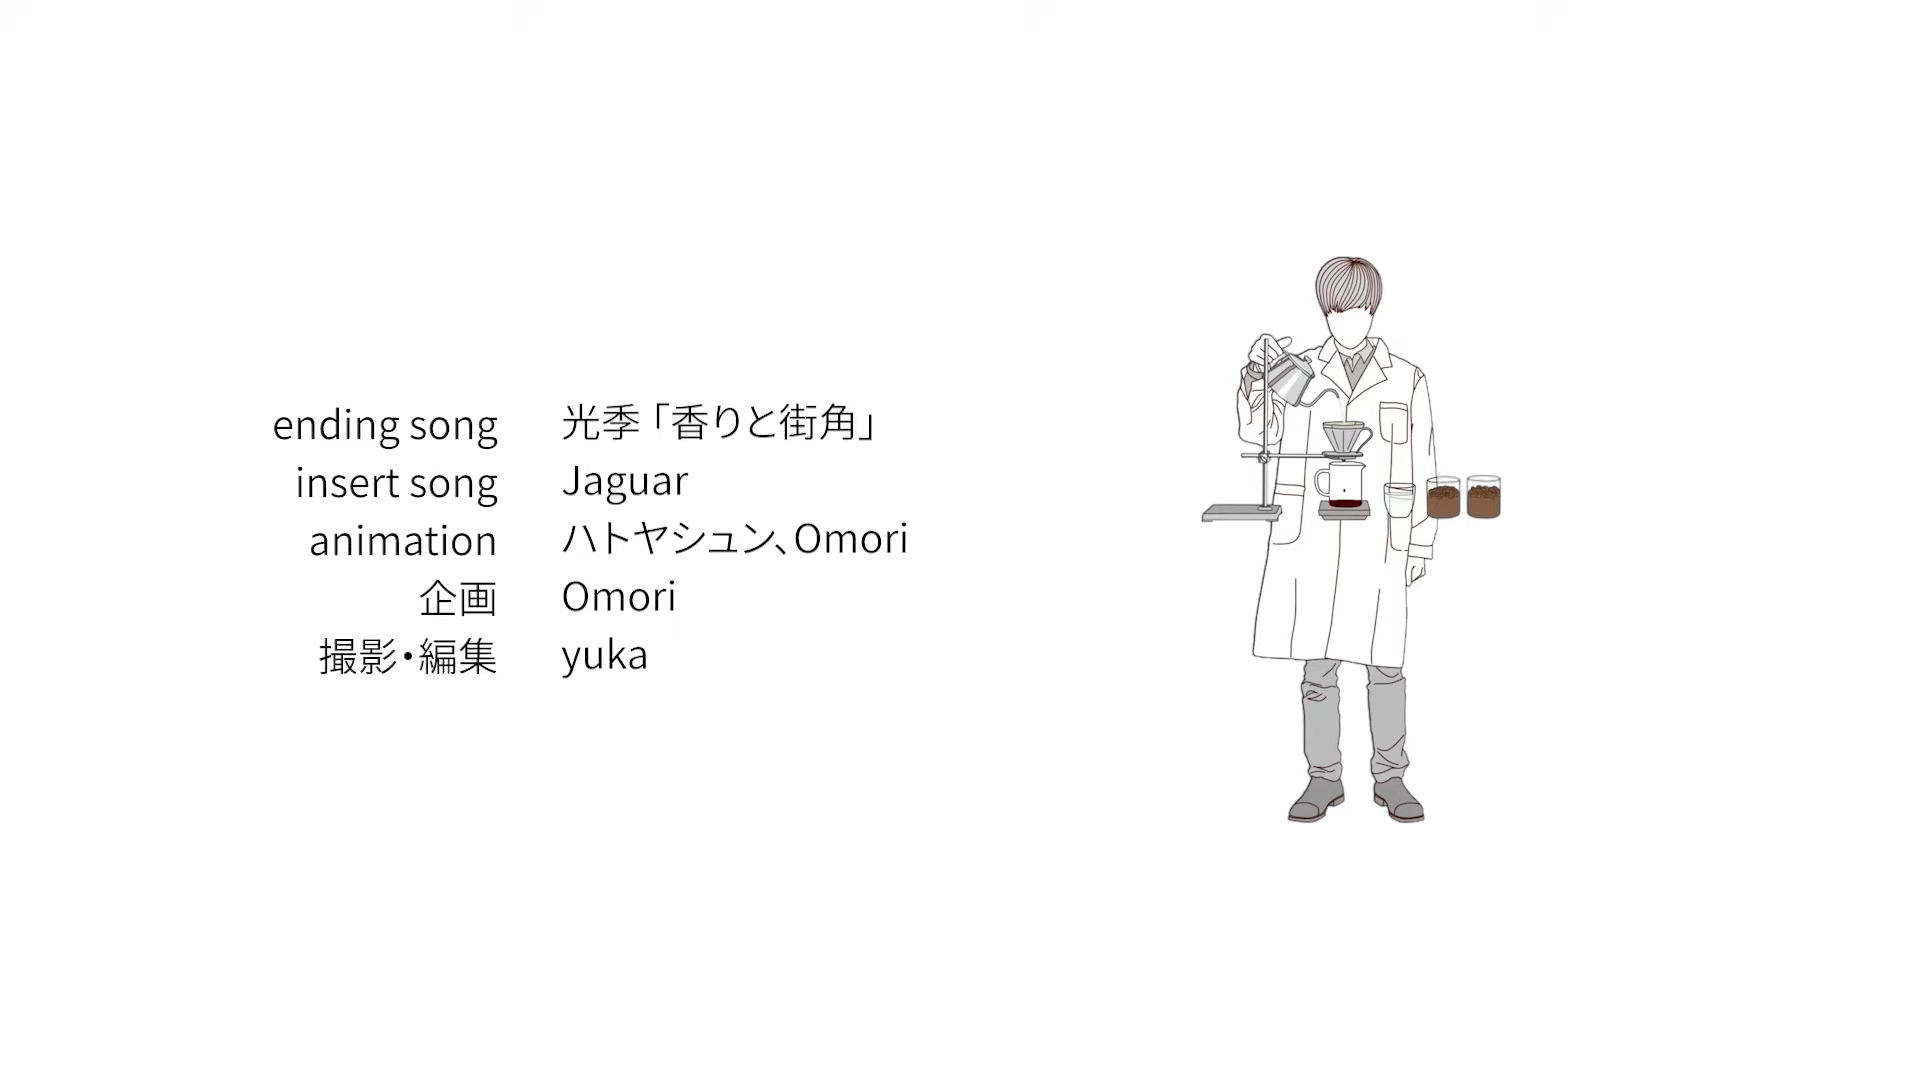 ending song 光季「香りと街角」
insert song Jaguar
animation ハトヤシュン、Omori
企画 Omori
撮影・編集 yuka